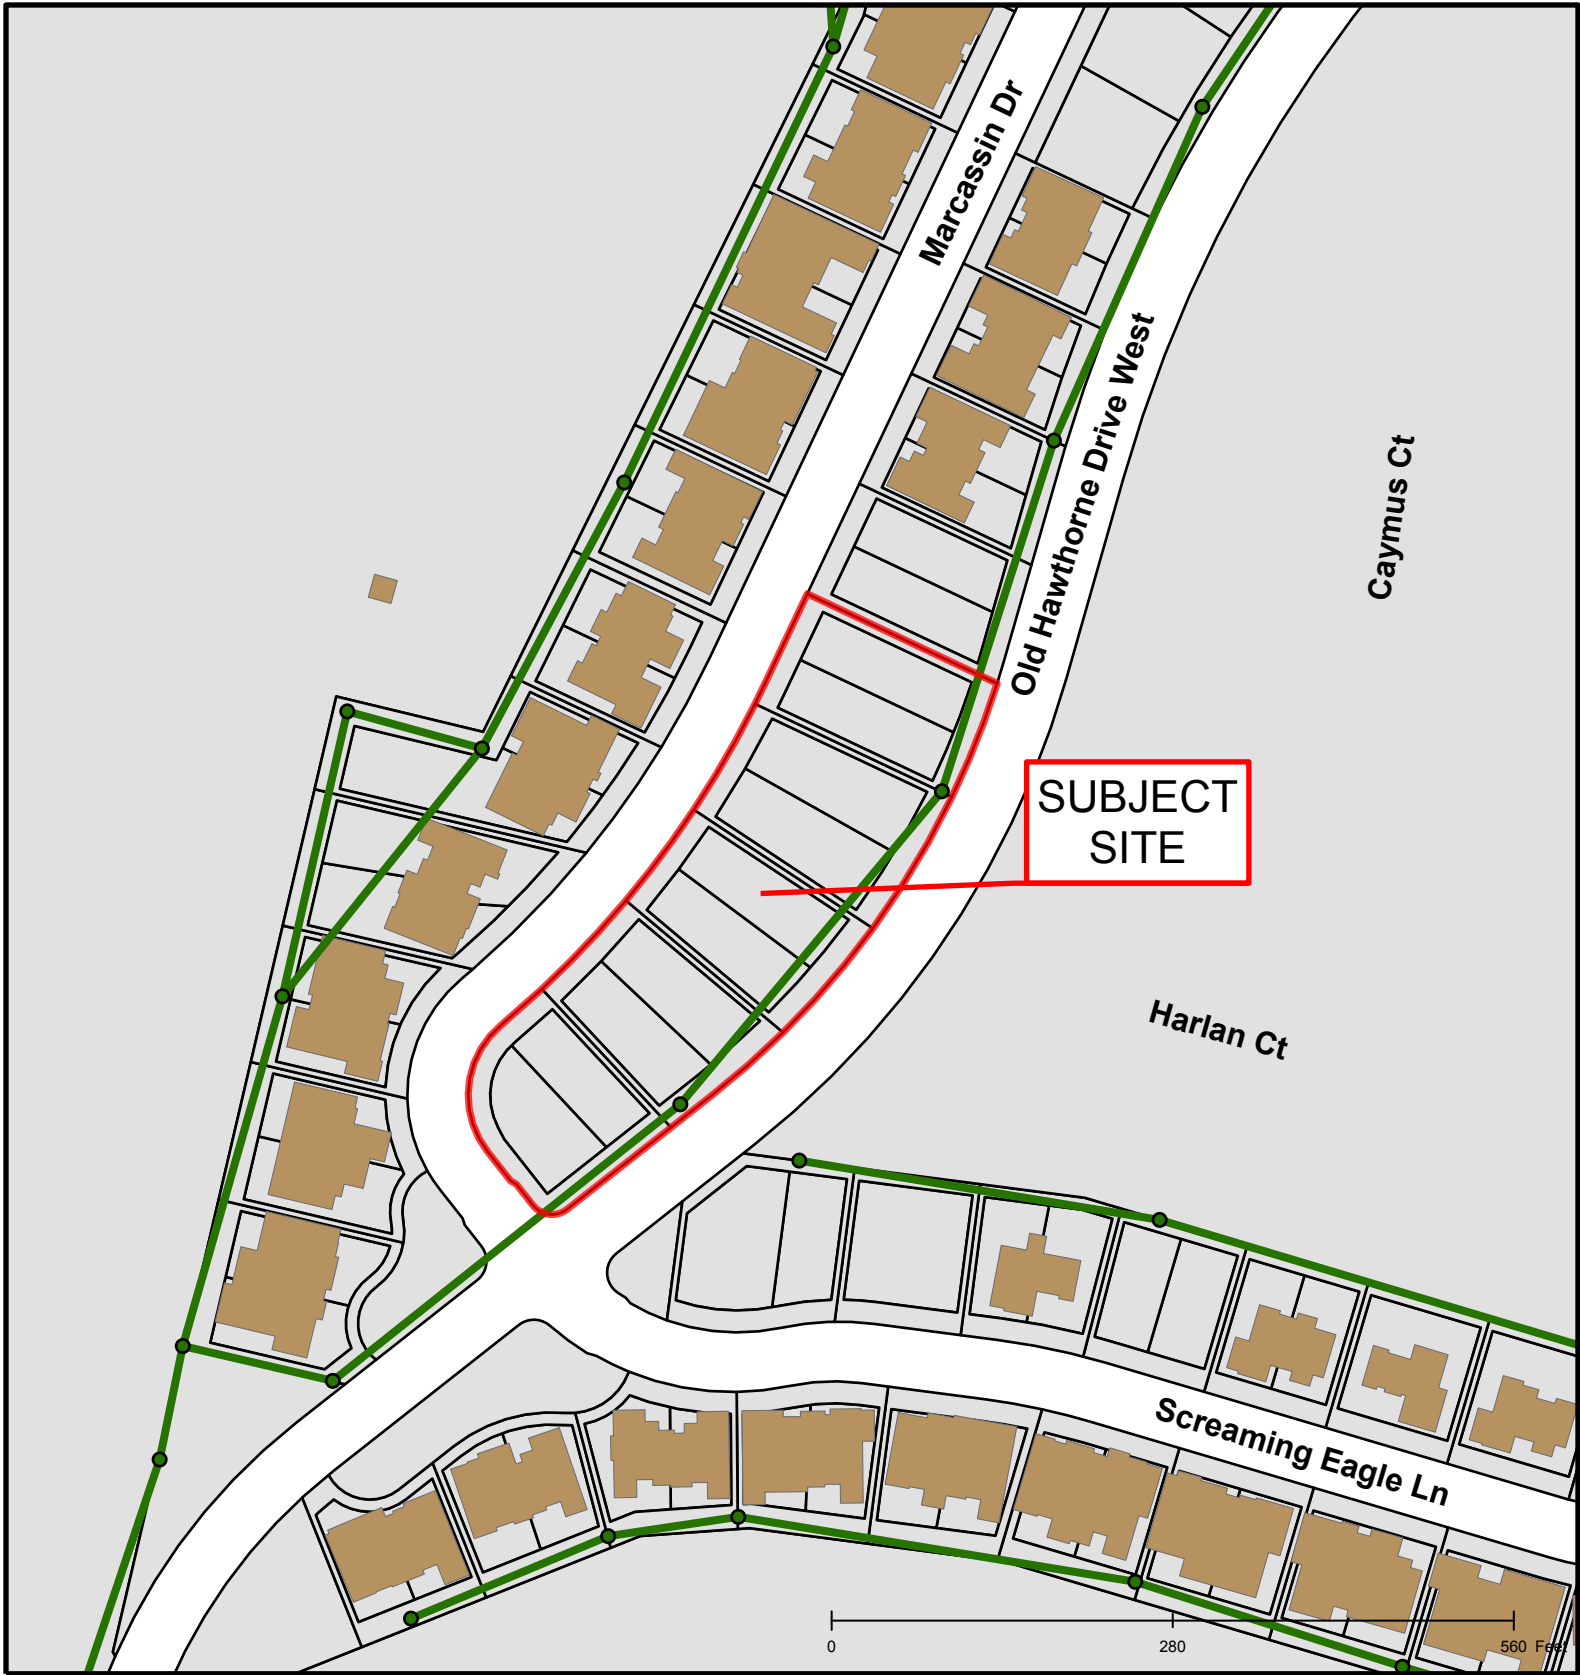 Marcassin Dr
Old Hawthorne Drive West
Caymus Ct
SUBJECT
SITE
Harlan Ct
Screaming Eagle Ln
0 280 560 Feet